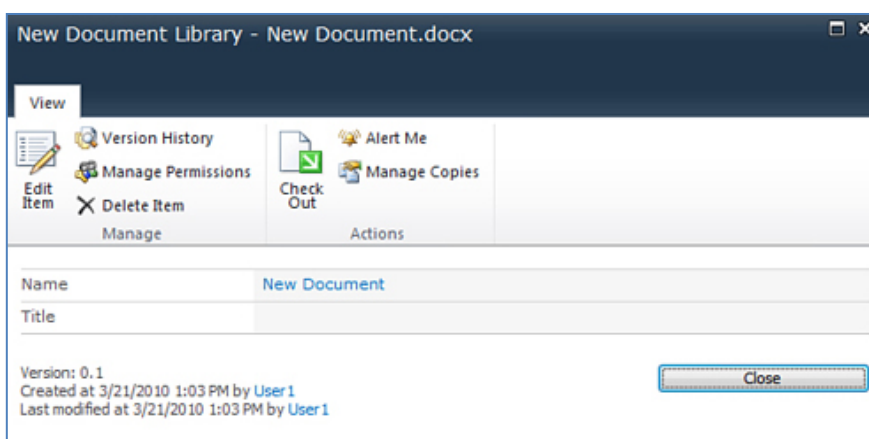 New Document Library - New Document.docx
View
Edit
Item
Version History
Manage Permissions
Delete Item
Manage
Check
Out
Alert Me
Manage Copies
Actions
Name New Document
Title
Version: 0.1
Created at 3/21/2010 1:03 PM by User1
Last modified at 3/21/2010 1:03 PM by User1
Close